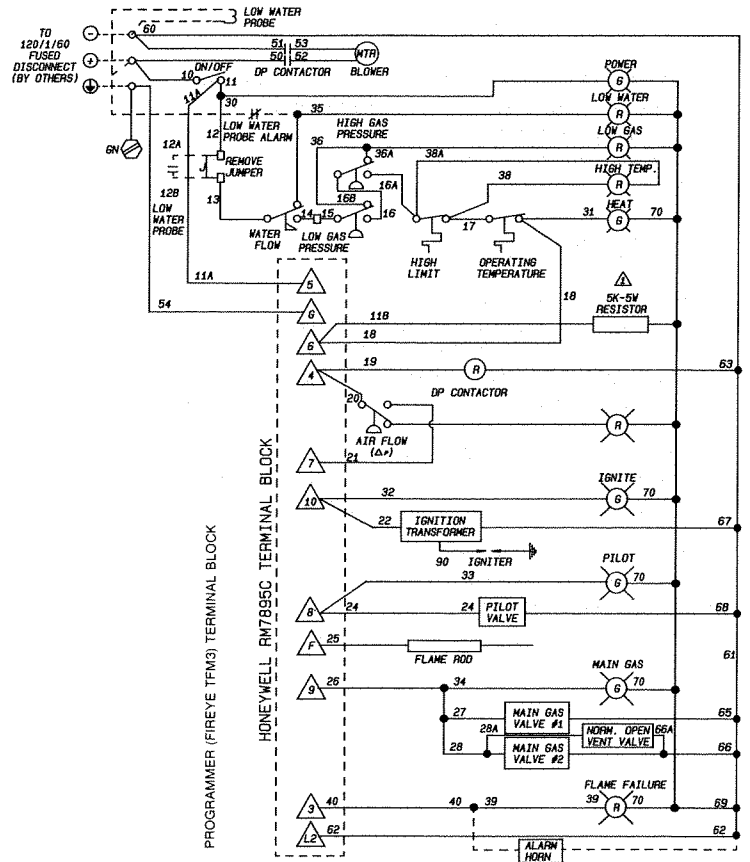 LOW WATER
PROBE
60
TO
120/1/60
FUSED
DISCONNECT
(BY OTHERS)
−
+
51 53
50 52
MTR
DP CONTACTOR
BLOWER
ON/OFF
10
11
11A
30
POWER
G
35
LOW WATER
R
GN
12
LOW WATER
PROBE ALARM
HIGH GAS
PRESSURE
LOW GAS
R
12A
36
36A
38A
HIGH TEMP.
J
REMOVE
JUMPER
16A
38
R
12B
LOW
WATER
PROBE
13
16B
HEAT
14 15
16
17
31
G
70
WATER
FLOW
LOW GAS
PRESSURE
HIGH
LIMIT
OPERATING
TEMPERATURE
11A
5
18
1
5K-5W
RESISTOR
54
G
11B
6
18
4
19
R
63
DP CONTACTOR
20
R
AIR FLOW
(ΔP)
7
21
IGNITE
10
32
G
70
22
IGNITION
TRANSFORMER
67
90
IGNITER
PILOT
33
G
70
8
24
24
PILOT
VALVE
68
F
25
FLAME ROD
61
MAIN GAS
9
26
34
G
70
27
MAIN GAS
VALVE #1
65
28A
NORM. OPEN
VENT VALVE
66A
28
MAIN GAS
VALVE #2
66
FLAME FAILURE
3
40
40
39
39
R
70
69
L2
62
62
ALARM
HORN
HONEYWELL RM7895C TERMINAL BLOCK
PROGRAMMER (FIREYE TFM3) TERMINAL BLOCK